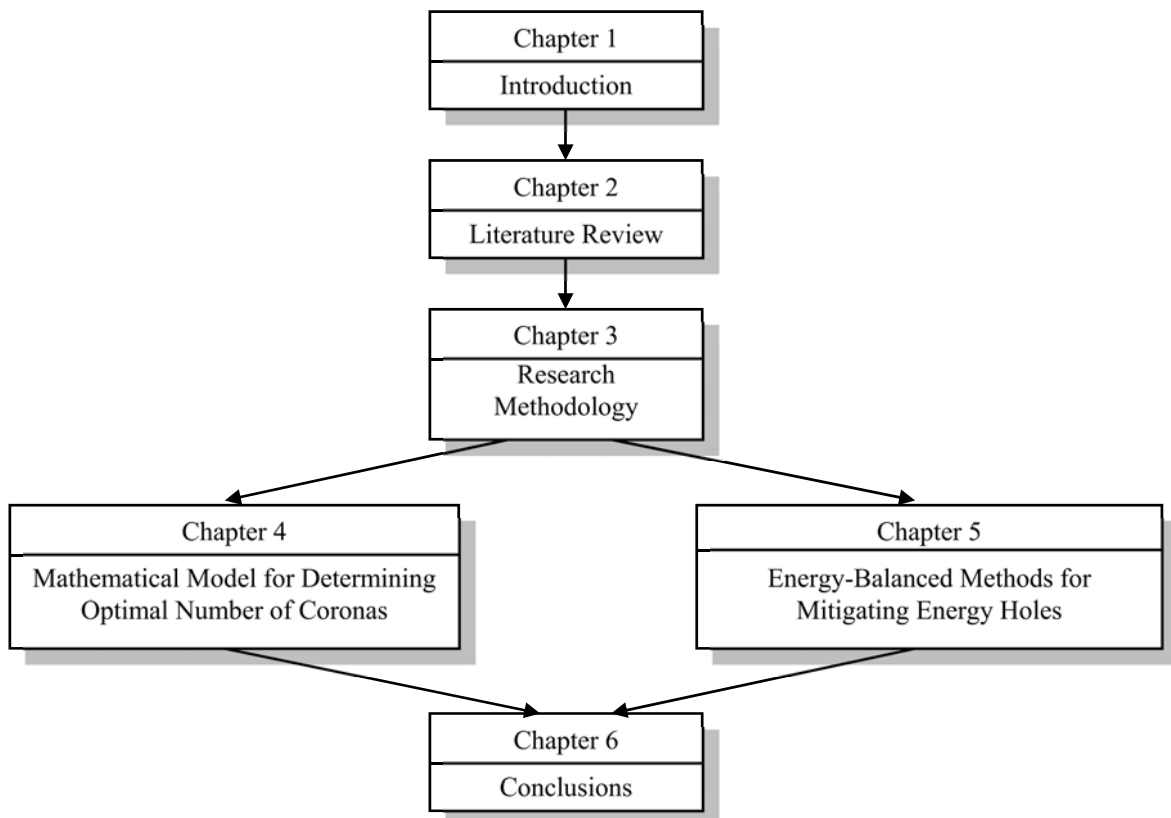 Chapter 1
Introduction
Chapter 2
Literature Review
Chapter 3
Research
Methodology
Chapter 4
Mathematical Model for Determining
Optimal Number of Coronas
Chapter 5
Energy-Balanced Methods for
Mitigating Energy Holes
Chapter 6
Conclusions